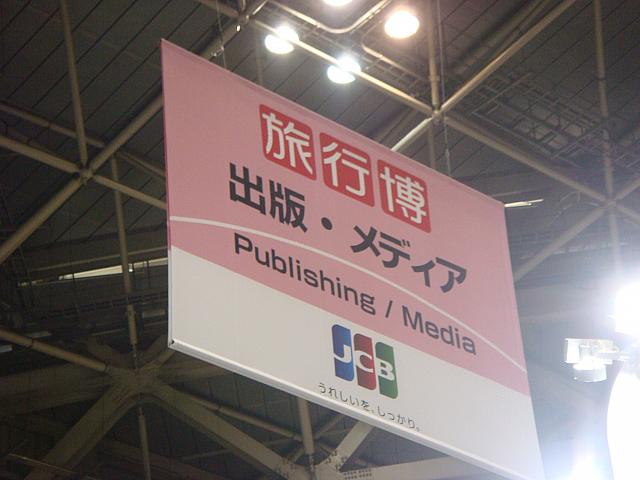 旅行博
出版・メディア
Publishing / Media
JCB
うれしいを、しっかり。